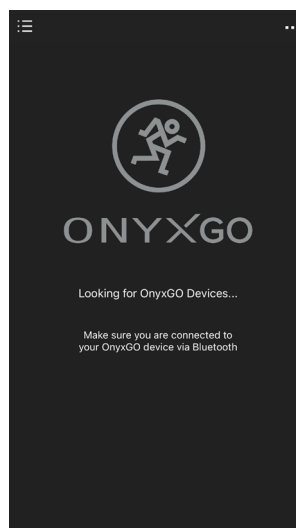 ONYXGO
Looking for OnyxGO Devices...
Make sure you are connected to
your OnyxGO device via Bluetooth